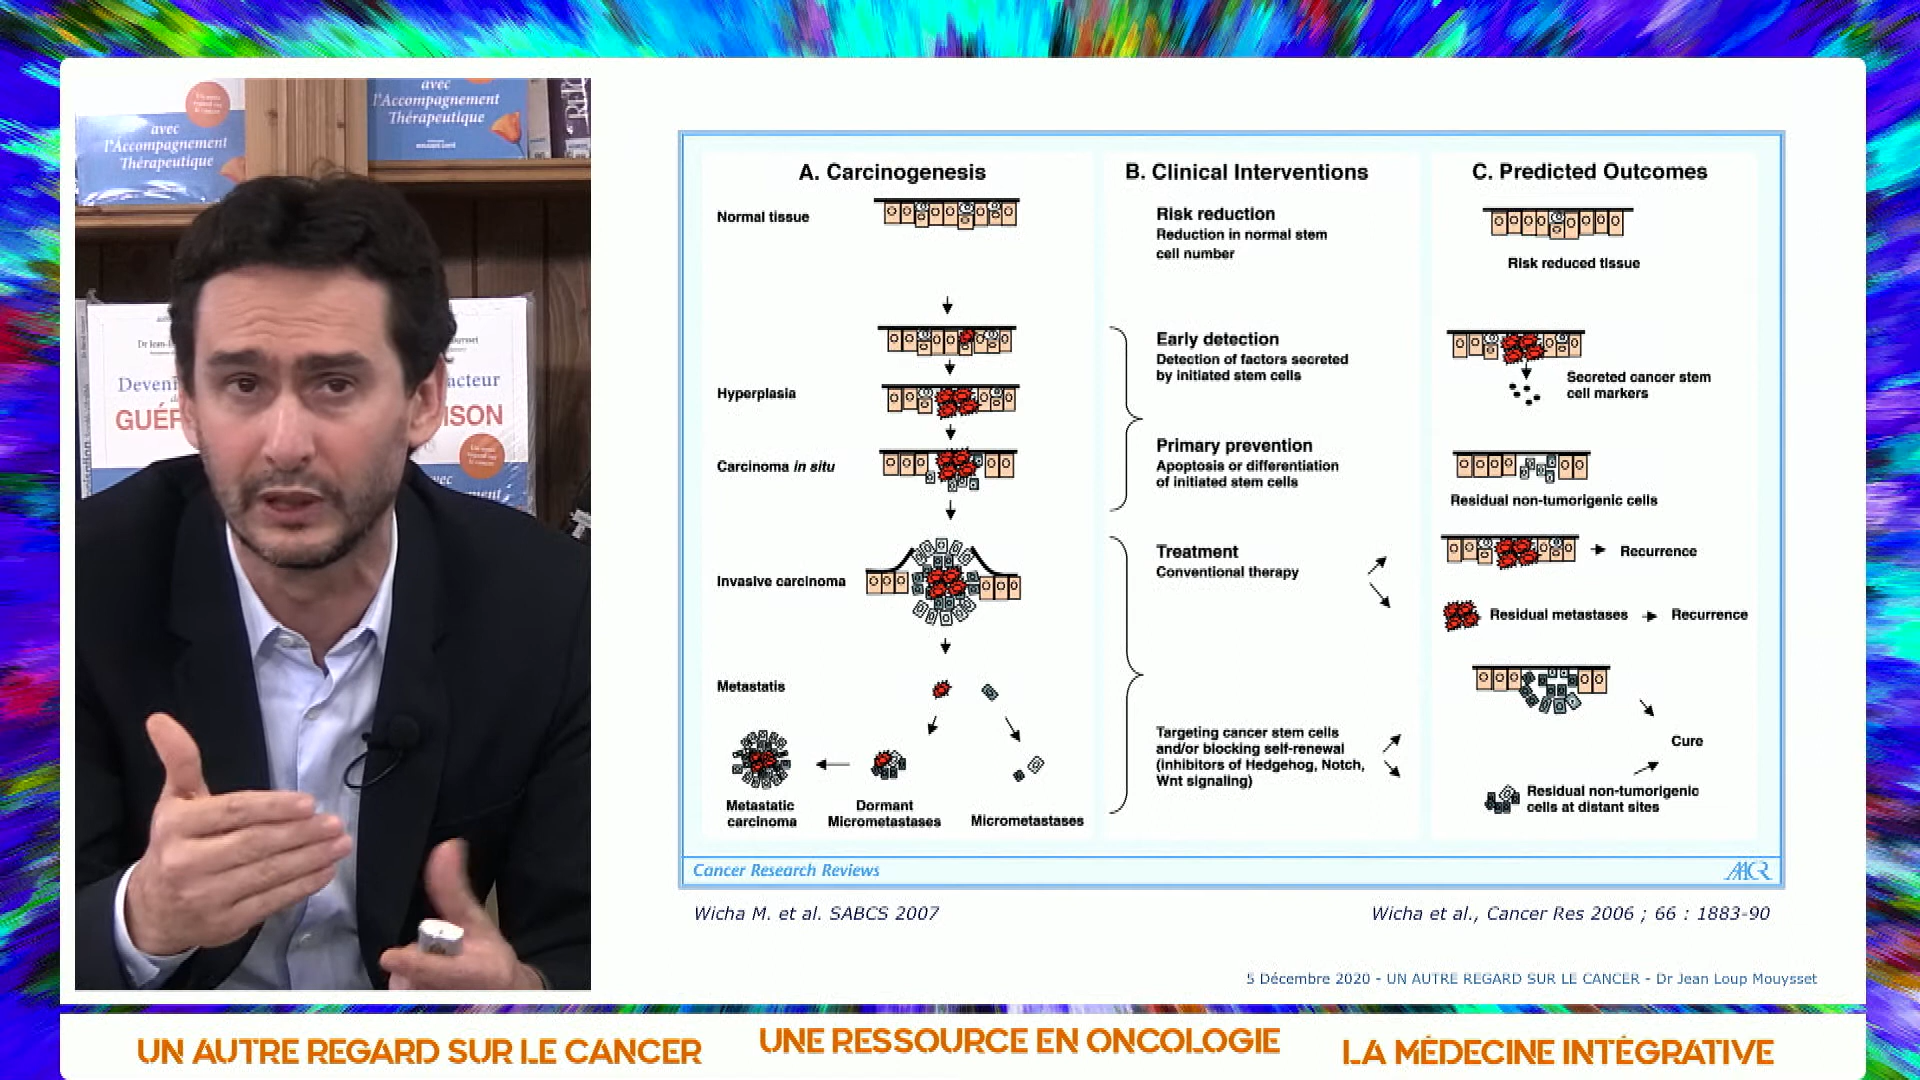 avec
l'Accompagnement
Thérapeutique
avec
l'Accompagnement
Thérapeutique
Dr Jean-
Deveni
acteur
GUÉR
ISON
A. Carcinogenesis
Normal tissue
Hyperplasia
Carcinoma in situ
Invasive carcinoma
Metastatis
Metastatic
carcinoma
Dormant
Micrometastases
Micrometastases
B. Clinical Interventions
Risk reduction
Reduction in normal stem
cell number
Early detection
Detection of factors secreted
by initiated stem cells
Primary prevention
Apoptosis or differentiation
of initiated stem cells
Treatment
Conventional therapy
Targeting cancer stem cells
and/or blocking self-renewal
(inhibitors of Hedgehog, Notch,
Wnt signaling)
C. Predicted Outcomes
Risk reduced tissue
Secreted cancer stem
cell markers
Residual non-tumorigenic cells
Recurrence
Residual metastases
Recurrence
Cure
Residual non-tumorigenic
cells at distant sites
Cancer Research Reviews
AACR
Wicha M. et al. SABCS 2007
Wicha et al., Cancer Res 2006 ; 66 : 1883-90
5 Décembre 2020 - UN AUTRE REGARD SUR LE CANCER - Dr Jean Loup Mouysset
UN AUTRE REGARD SUR LE CANCER
UNE RESSOURCE EN ONCOLOGIE
LA MÉDECINE INTÉGRATIVE